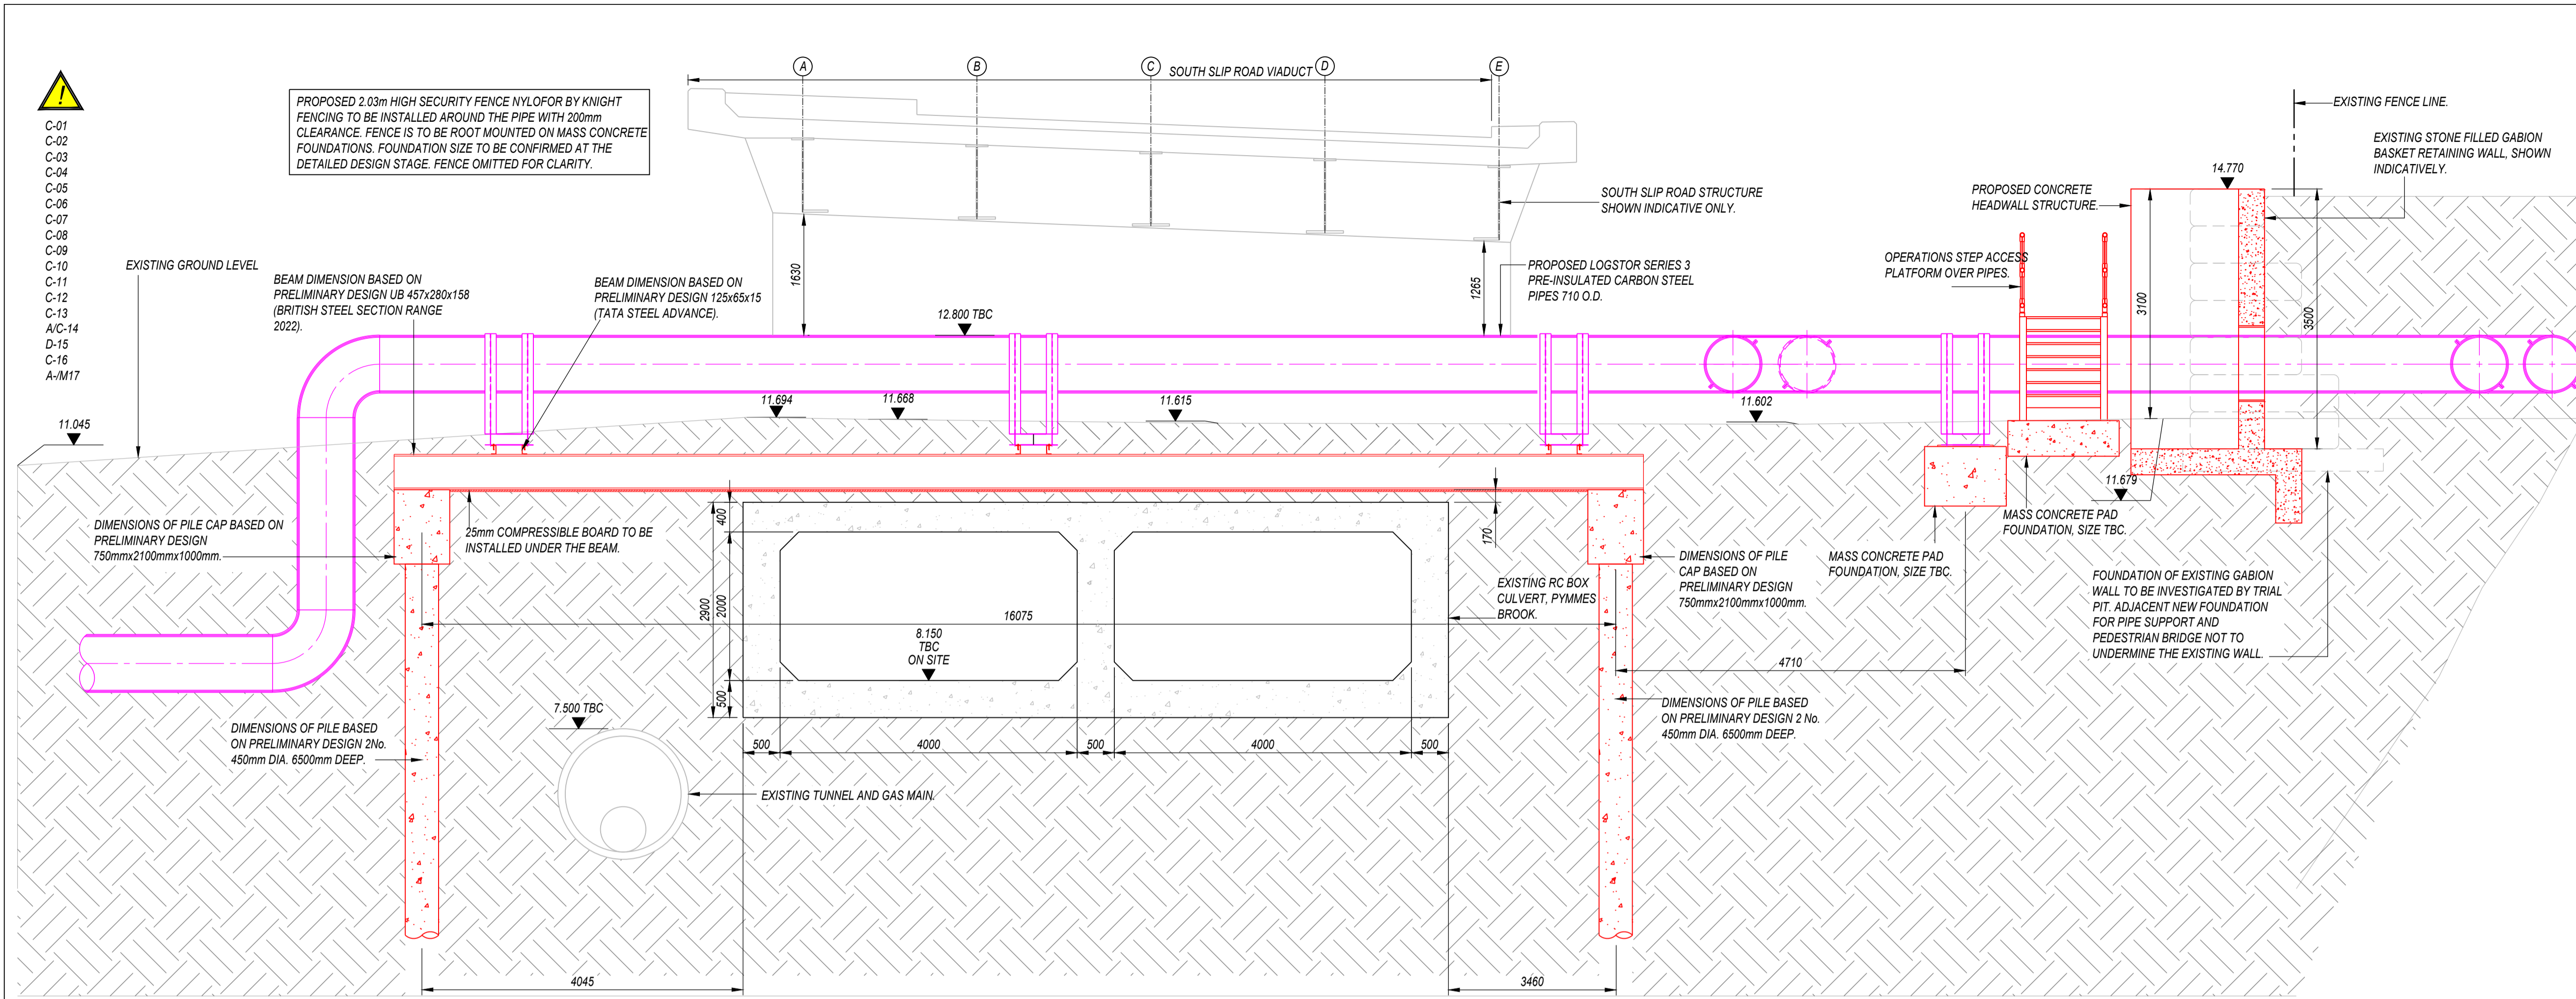 A
B
C
SOUTH SLIP ROAD VIADUCT
D
E
!
C-01
C-02
C-03
C-04
C-05
C-06
C-07
C-08
C-09
C-10
C-11
C-12
C-13
A/C-14
D-15
C-16
A-/M17
PROPOSED 2.03m HIGH SECURITY FENCE NYLOFOR BY KNIGHT
FENCING TO BE INSTALLED AROUND THE PIPE WITH 200mm
CLEARANCE. FENCE IS TO BE ROOT MOUNTED ON MASS CONCRETE
FOUNDATIONS. FOUNDATION SIZE TO BE CONFIRMED AT THE
DETAILED DESIGN STAGE. FENCE OMITTED FOR CLARITY.
EXISTING FENCE LINE.
EXISTING STONE FILLED GABION
BASKET RETAINING WALL, SHOWN
INDICATIVELY.
14.770
PROPOSED CONCRETE
HEADWALL STRUCTURE.
SOUTH SLIP ROAD STRUCTURE
SHOWN INDICATIVE ONLY.
EXISTING GROUND LEVEL
BEAM DIMENSION BASED ON
PRELIMINARY DESIGN UB 457x280x158
(BRITISH STEEL SECTION RANGE
2022).
BEAM DIMENSION BASED ON
PRELIMINARY DESIGN 125x65x15
(TATA STEEL ADVANCE).
1630
1265
PROPOSED LOGSTOR SERIES 3
PRE-INSULATED CARBON STEEL
PIPES 710 O.D.
OPERATIONS STEP ACCESS
PLATFORM OVER PIPES.
3100
3500
12.800 TBC
11.045
11.694
11.668
11.615
11.602
11.679
DIMENSIONS OF PILE CAP BASED ON
PRELIMINARY DESIGN
750mmx2100mmx1000mm.
25mm COMPRESSIBLE BOARD TO BE
INSTALLED UNDER THE BEAM.
400
2900
2000
500
170
16075
8.150
TBC
ON SITE
EXISTING RC BOX
CULVERT, PYMMES
BROOK.
DIMENSIONS OF PILE
CAP BASED ON
PRELIMINARY DESIGN
750mmx2100mmx1000mm.
MASS CONCRETE PAD
FOUNDATION, SIZE TBC.
MASS CONCRETE PAD
FOUNDATION, SIZE TBC.
FOUNDATION OF EXISTING GABION
WALL TO BE INVESTIGATED BY TRIAL
PIT. ADJACENT NEW FOUNDATION
FOR PIPE SUPPORT AND
PEDESTRIAN BRIDGE NOT TO
UNDERMINE THE EXISTING WALL.
4710
7.500 TBC
DIMENSIONS OF PILE BASED
ON PRELIMINARY DESIGN 2No.
450mm DIA. 6500mm DEEP.
DIMENSIONS OF PILE BASED
ON PRELIMINARY DESIGN 2 No.
450mm DIA. 6500mm DEEP.
500
4000
500
4000
500
EXISTING TUNNEL AND GAS MAIN.
4045
3460